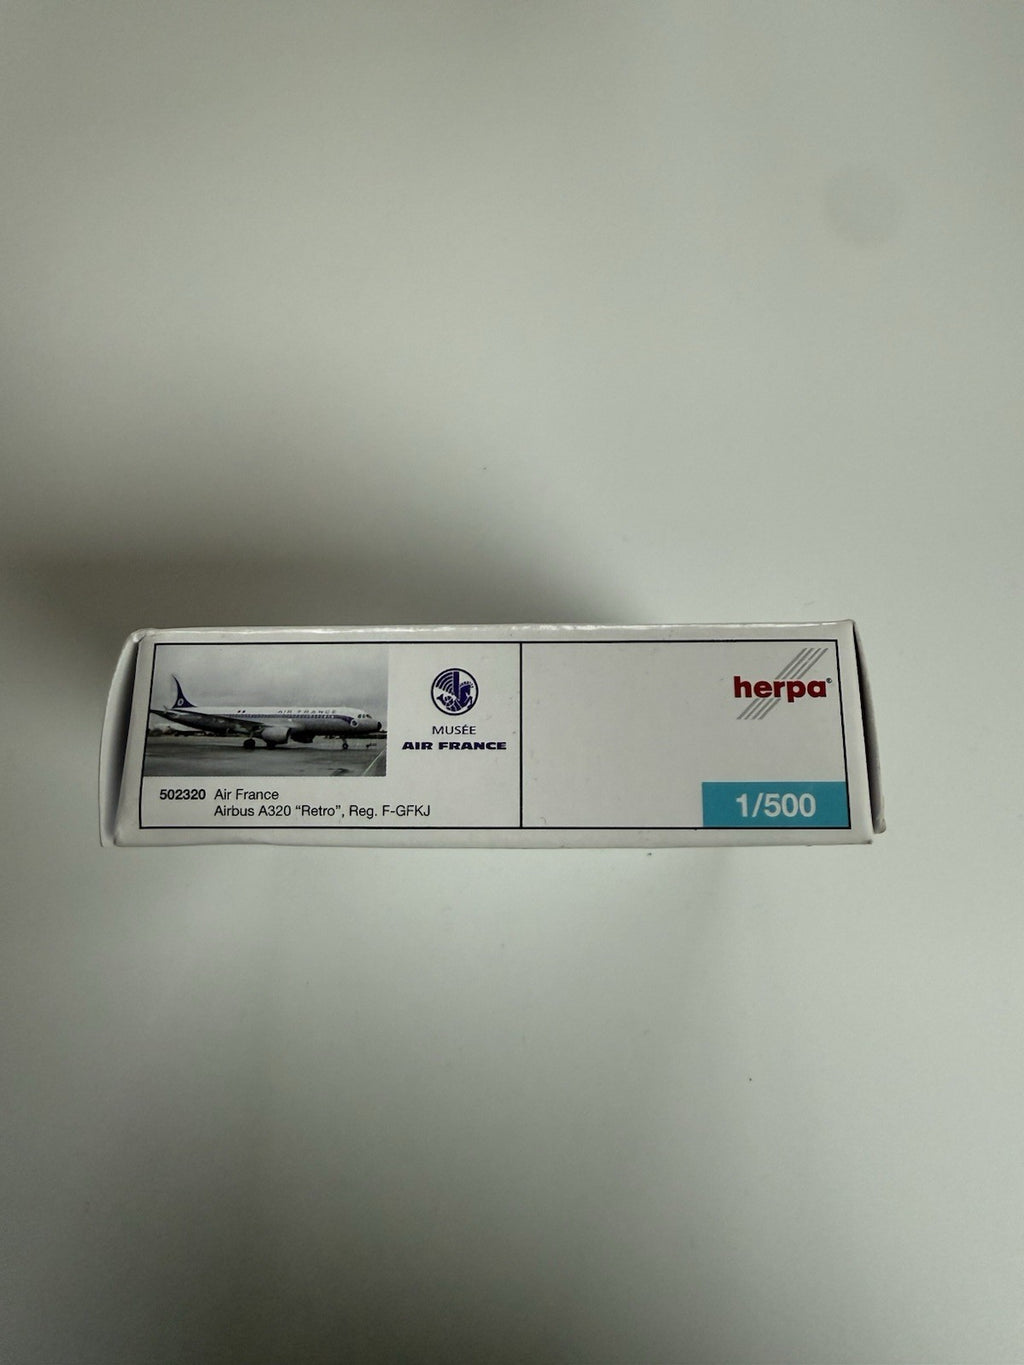 AIR FRANCE
MUSÉE
AIR FRANCE
502320 Air France
Airbus A320 “Retro”, Reg. F-GFKJ
herpa®
1/500